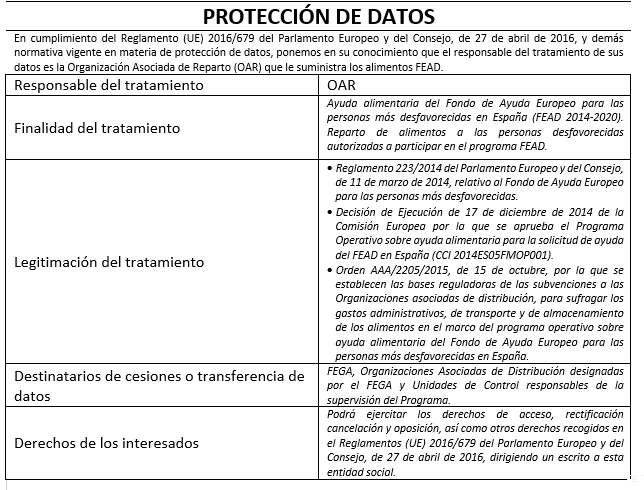 PROTECCIÓN DE DATOS
En cumplimiento del Reglamento (UE) 2016/679 del Parlamento Europeo y del Consejo, de 27 de abril de 2016, y demás
normativa vigente en materia de protección de datos, ponemos en su conocimiento que el responsable del tratamiento de sus
datos es la Organización Asociada de Reparto (OAR) que le suministra los alimentos FEAD.
Responsable del tratamiento
OAR
Finalidad del tratamiento
Ayuda alimentaria del Fondo de Ayuda Europeo para las
personas más desfavorecidas en España (FEAD 2014-2020).
Reparto de alimentos a las personas desfavorecidas
autorizadas a participar en el programa FEAD.
Legitimación del tratamiento
• Reglamento 223/2014 del Parlamento Europeo y del Consejo,
de 11 de marzo de 2014, relativo al Fondo de Ayuda Europeo
para las personas más desfavorecidas.
• Decisión de Ejecución de 17 de diciembre de 2014 de la
Comisión Europea por la que se aprueba el Programa
Operativo sobre ayuda alimentaria para la solicitud de ayuda
del FEAD en España (CCI 2014ES05FMOP001).
• Orden AAA/2205/2015, de 15 de octubre, por la que se
establecen las bases reguladoras de las subvenciones a las
Organizaciones asociadas de distribución, para sufragar los
gastos administrativos, de transporte y de almacenamiento
de los alimentos en el marco del programa operativo sobre
ayuda alimentaria del Fondo de Ayuda Europeo para las
personas más desfavorecidas en España.
Destinatarios de cesiones o transferencia de
datos
FEGA, Organizaciones Asociadas de Distribución designadas
por el FEGA y Unidades de Control responsables de la
supervisión del Programa.
Derechos de los interesados
Podrá ejercitar los derechos de acceso, rectificación
cancelación y oposición, así como otros derechos recogidos en
el Reglamentos (UE) 2016/679 del Parlamento Europeo y del
Consejo, de 27 de abril de 2016, dirigiendo un escrito a esta
entidad social.